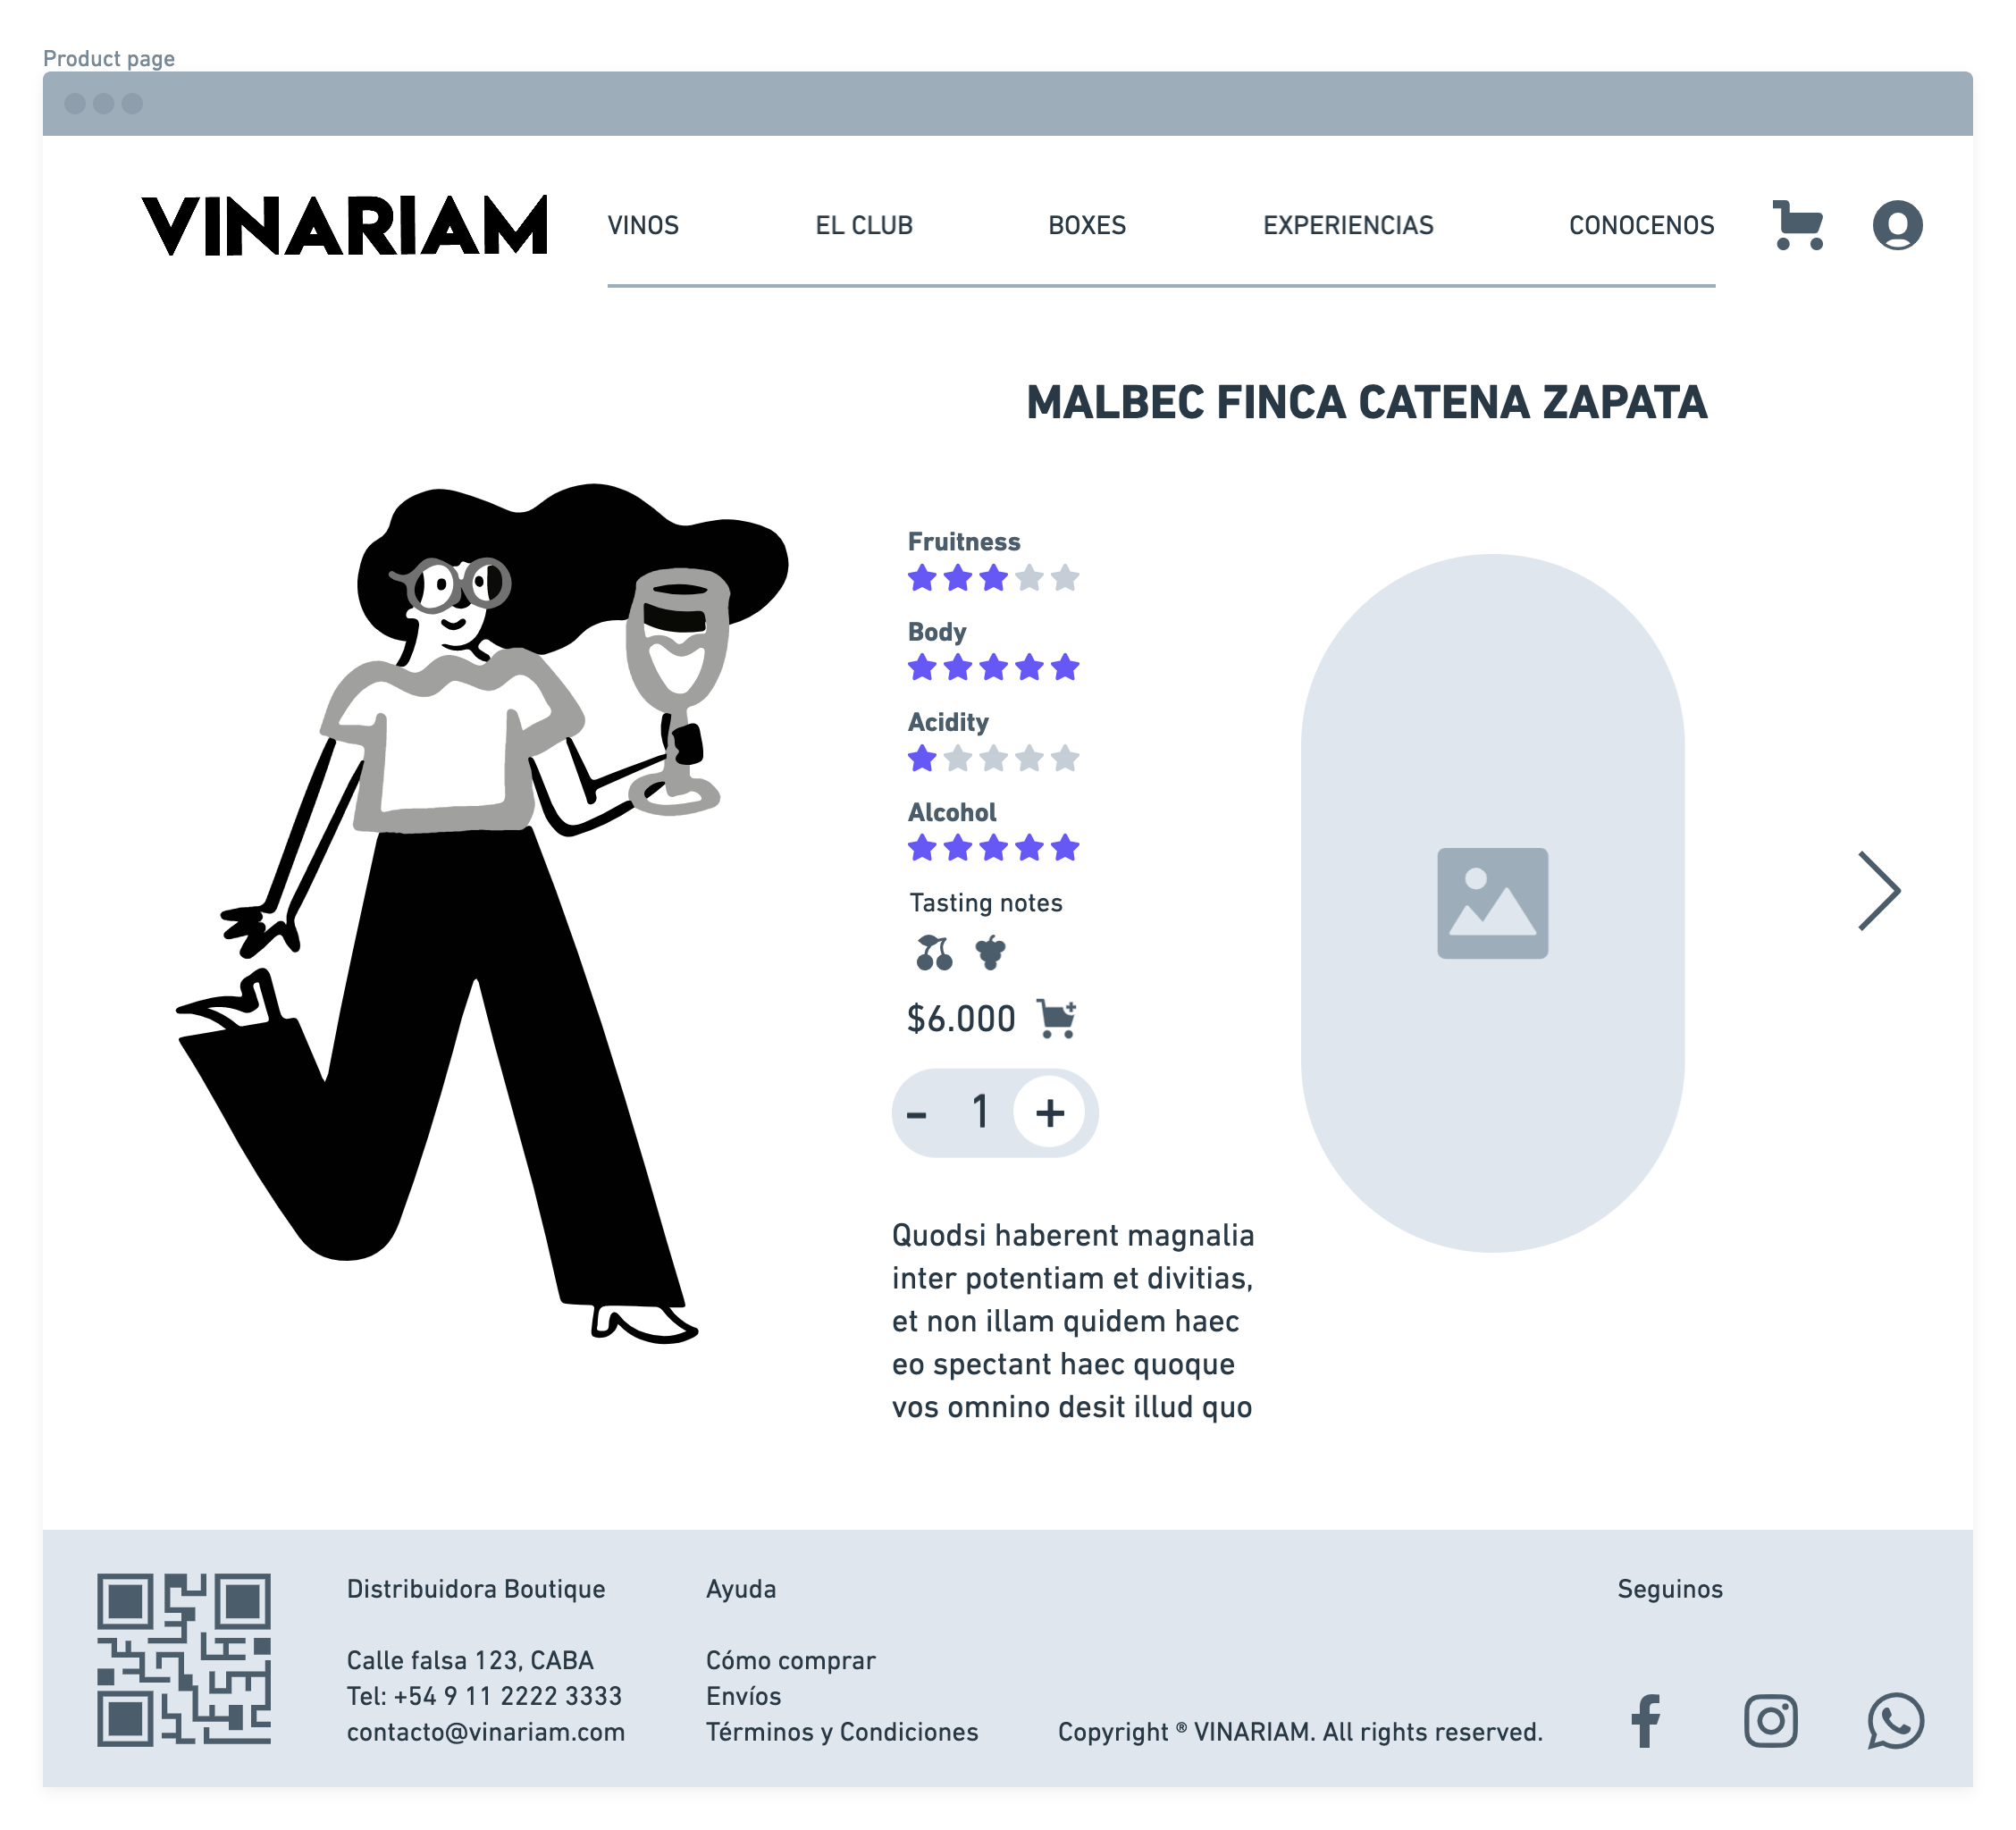 Product page
VINARIAM
VINOS EL CLUB BOXES EXPERIENCIAS CONOCENOS
MALBEC FINCA CATENA ZAPATA
Fruitness
Body
Acidity
Alcohol
Tasting notes
$6.000
- 1 +
Quodsi haberent magnalia
inter potentiam et divitias,
et non illam quidem haec
eo spectant haec quoque
vos omnino desit illud quo
Distribuidora Boutique
Calle falsa 123, CABA
Tel: +54 9 11 2222 3333
contacto@vinariam.com
Ayuda
Cómo comprar
Envíos
Términos y Condiciones
Copyright ® VINARIAM. All rights reserved.
Seguinos